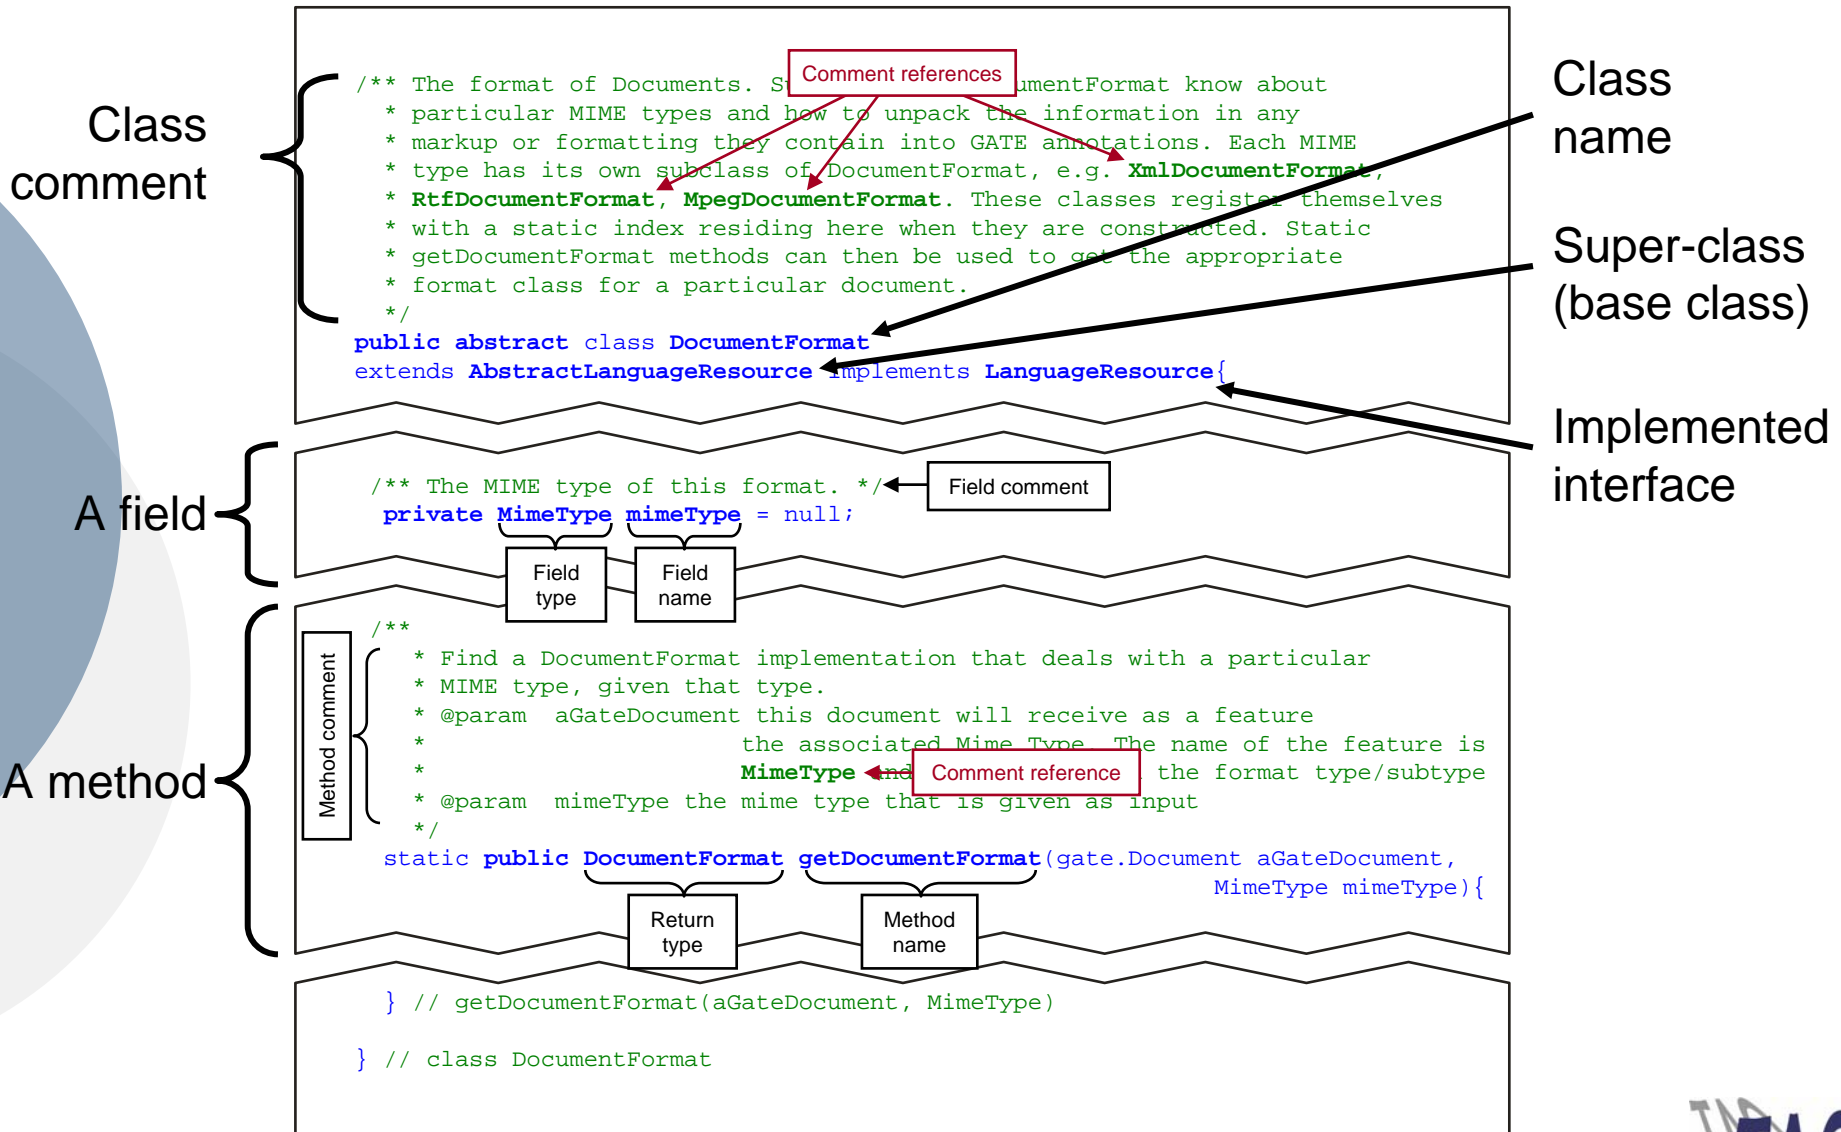 Class
comment
A field
A method
Comment references
/** The format of Documents. S umentFormat know about
* particular MIME types and how to unpack the information in any
* markup or formatting they contain into GATE annotations. Each MIME
* type has its own subclass of DocumentFormat, e.g. XmlDocumentFormat,
* RtfDocumentFormat, MpegDocumentFormat. These classes register themselves
* with a static index residing here when they are constructed. Static
* getDocumentFormat methods can then be used to get the appropriate
* format class for a particular document.
*/
public abstract class DocumentFormat
extends AbstractLanguageResource implements LanguageResource{
Class
name
Super-class
(base class)
Implemented
interface
/** The MIME type of this format. */
Field comment
private MimeType mimeType = null;
Field
type
Field
name
Method comment
/**
* Find a DocumentFormat implementation that deals with a particular
* MIME type, given that type.
* @param aGateDocument this document will receive as a feature
* the associated Mime Type. The name of the feature is
* MimeType and the format type/subtype
Comment reference
* @param mimeType the mime type that is given as input
*/
static public DocumentFormat getDocumentFormat(gate.Document aGateDocument,
MimeType mimeType){
Return
type
Method
name
} // getDocumentFormat(aGateDocument, MimeType)
} // class DocumentFormat